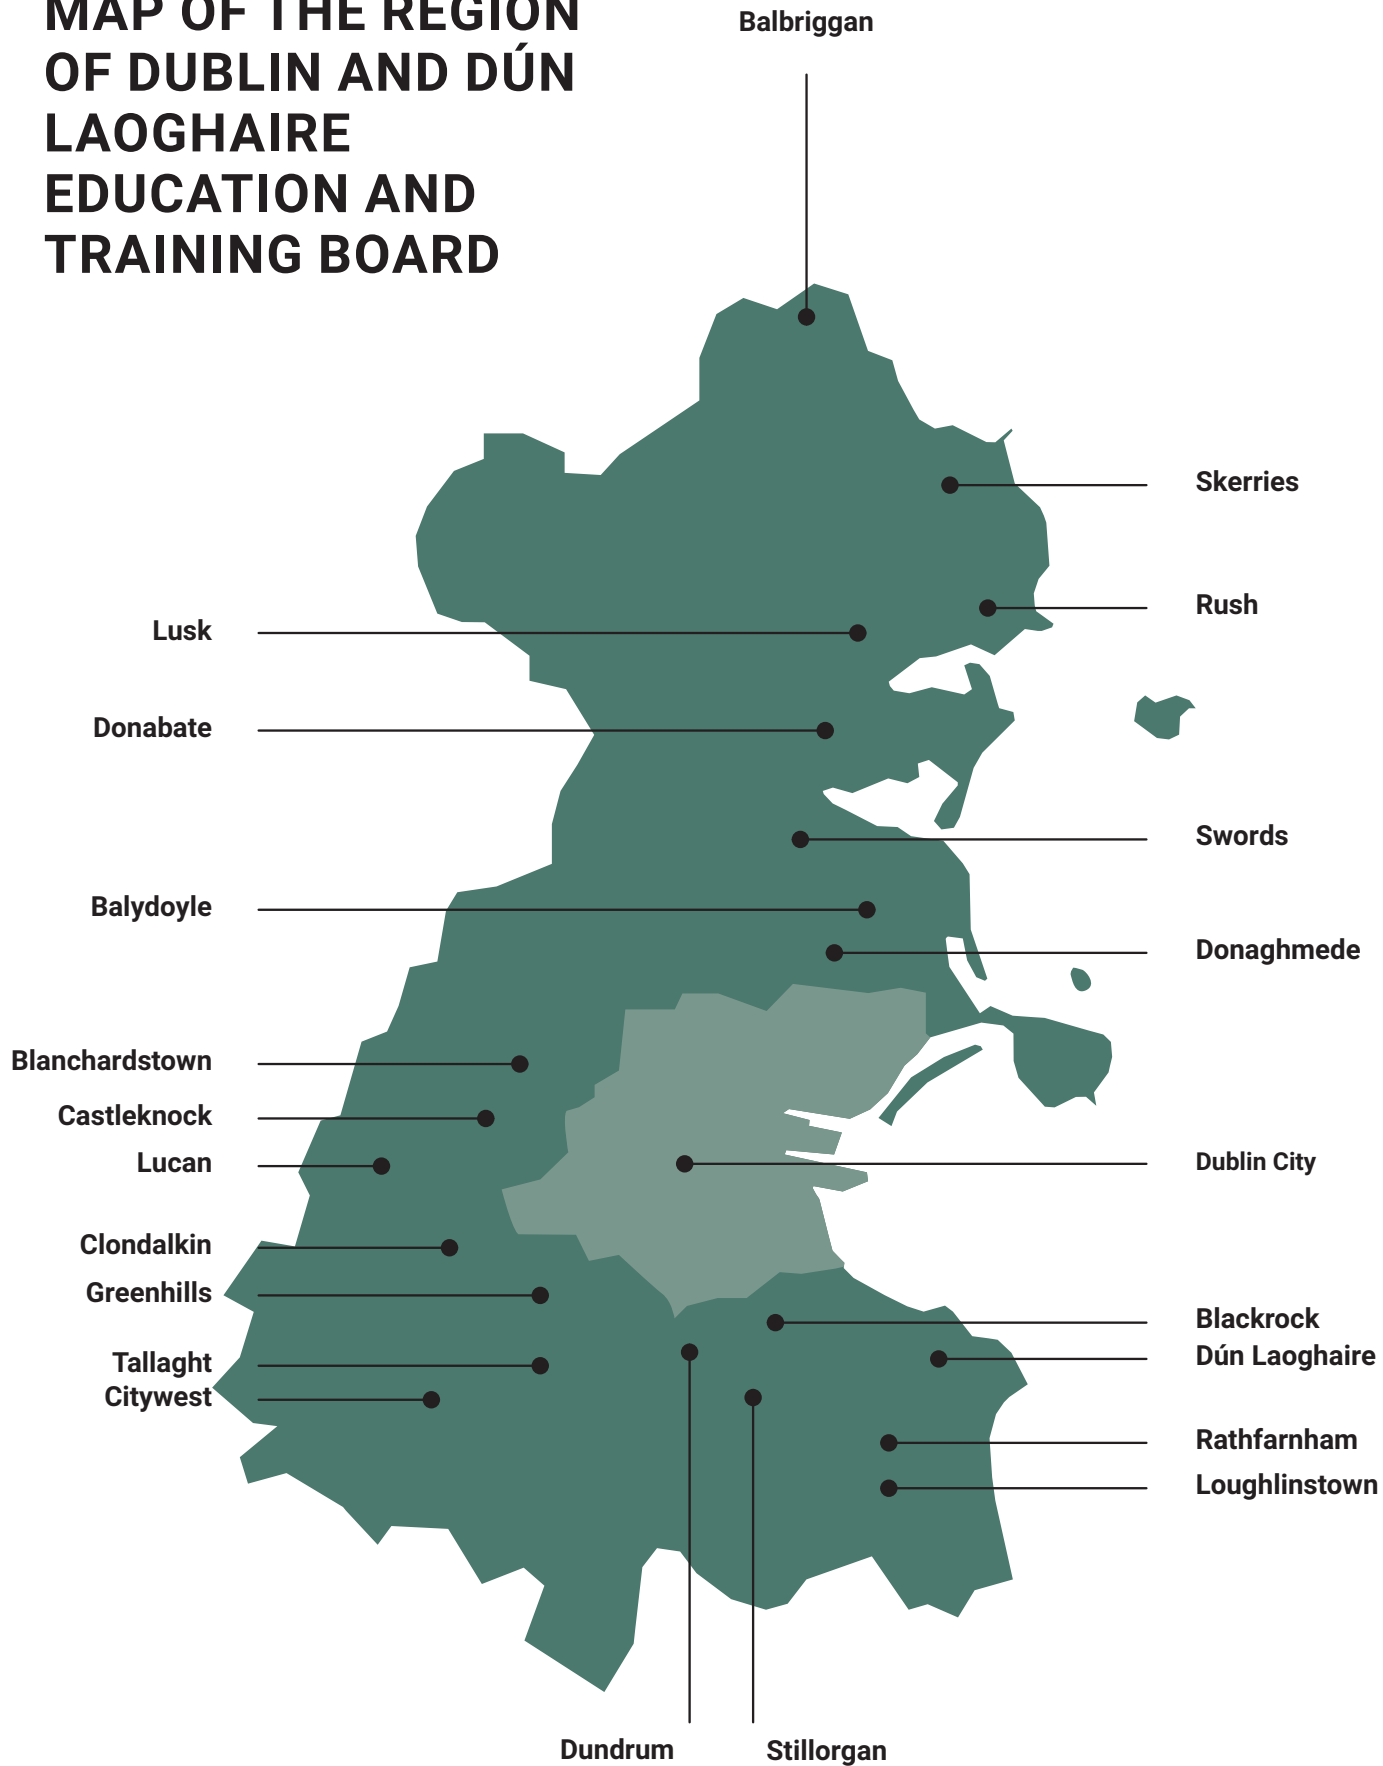 MAP OF THE REGION
OF DUBLIN AND DÚN
LAOGHAIRE
EDUCATION AND
TRAINING BOARD
Balbriggan
Skerries
Rush
Lusk
Donabate
Swords
Balydoyle
Donaghmede
Blanchardstown
Castleknock
Lucan
Dublin City
Clondalkin
Greenhills
Blackrock
Dún Laoghaire
Tallaght
Citywest
Rathfarnham
Loughlinstown
Dundrum
Stillorgan